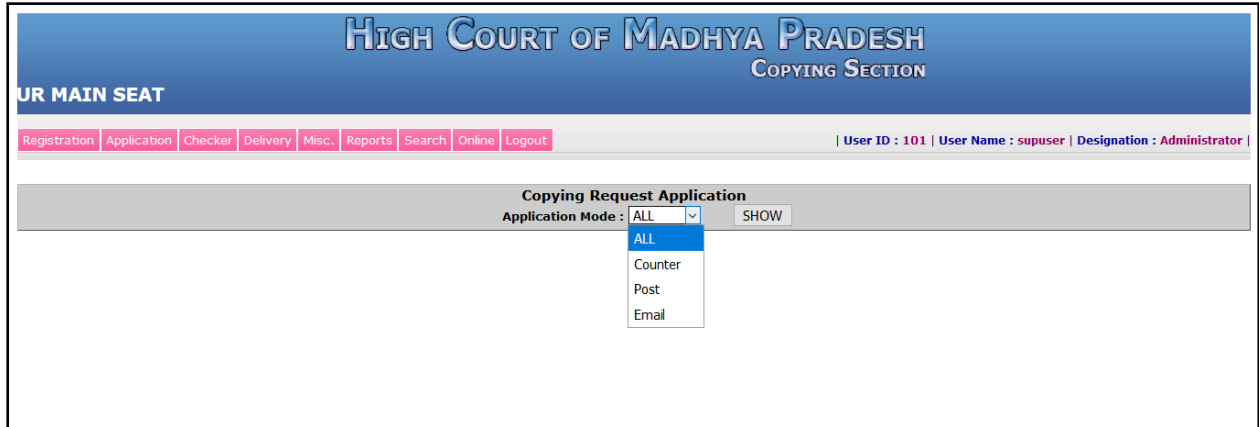 High Court of Madhya Pradesh
Copying Section
UR MAIN SEAT
Registration Application Checker Delivery Misc. Reports Search Online Logout | User ID : 101 | User Name : supuser | Designation : Administrator |
Copying Request Application
Application Mode : ALL SHOW
ALL
Counter
Post
Email